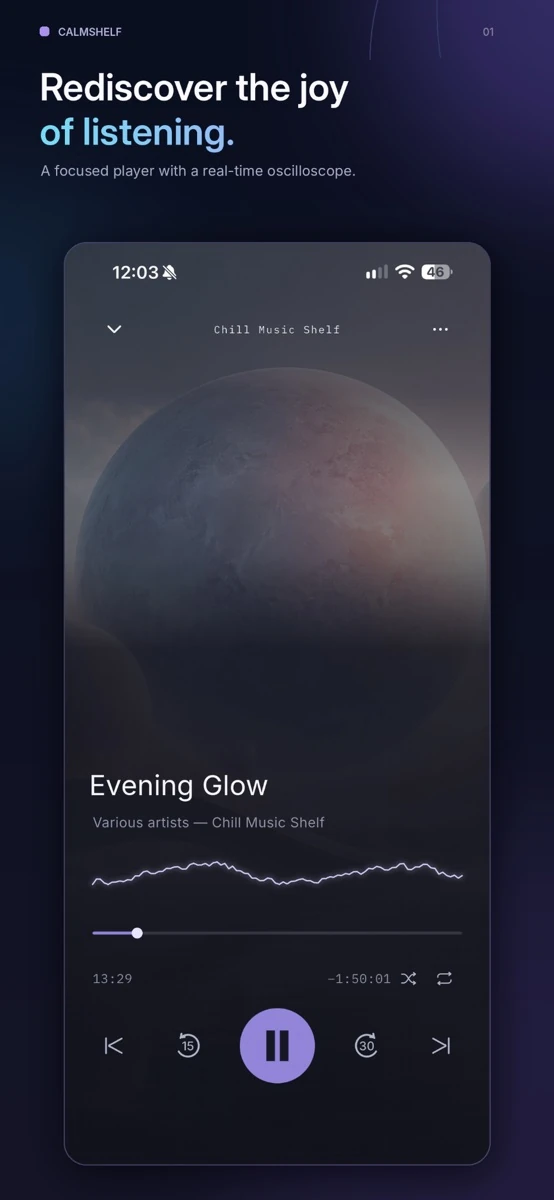 CALMSHELF
01
Rediscover the joy
of listening.
A focused player with a real-time oscilloscope.
12:03
46
Chill Music Shelf
Evening Glow
Various artists — Chill Music Shelf
13:29
−1:50:01
15
30